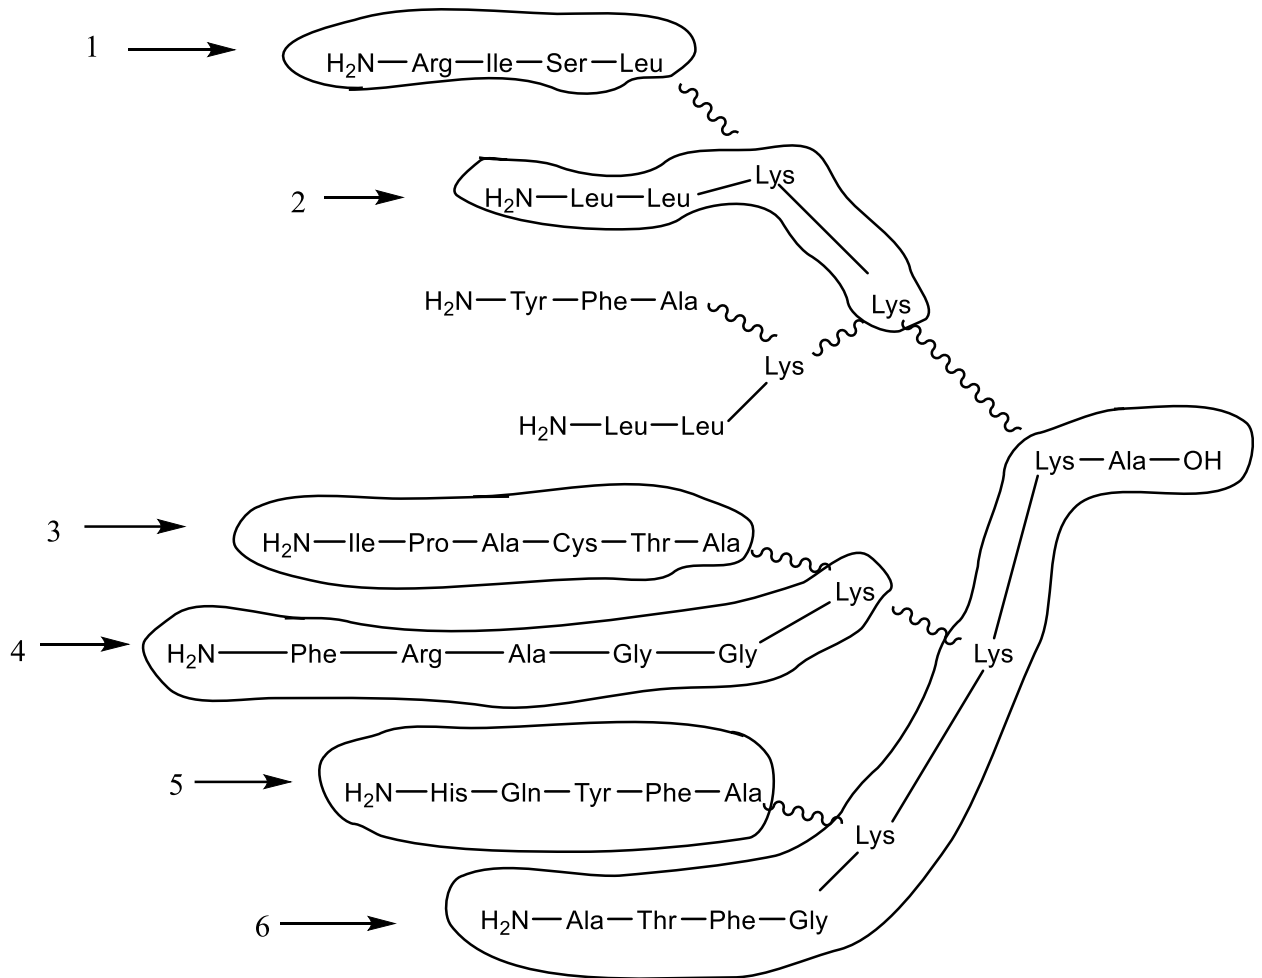 1
H₂N—Arg—Ile—Ser—Leu
2
H₂N—Leu—Leu
Lys
Lys
H₂N—Tyr—Phe—Ala
Lys
H₂N—Leu—Leu
Lys—Ala—OH
3
H₂N—Ile—Pro—Ala—Cys—Thr—Ala
Lys
4
H₂N—Phe—Arg—Ala—Gly—Gly
Lys
5
H₂N—His—Gln—Tyr—Phe—Ala
Lys
6
H₂N—Ala—Thr—Phe—Gly